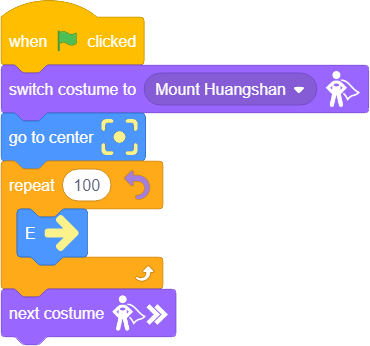 when clicked
switch costume to Mount Huangshan
go to center
repeat 100
E
next costume